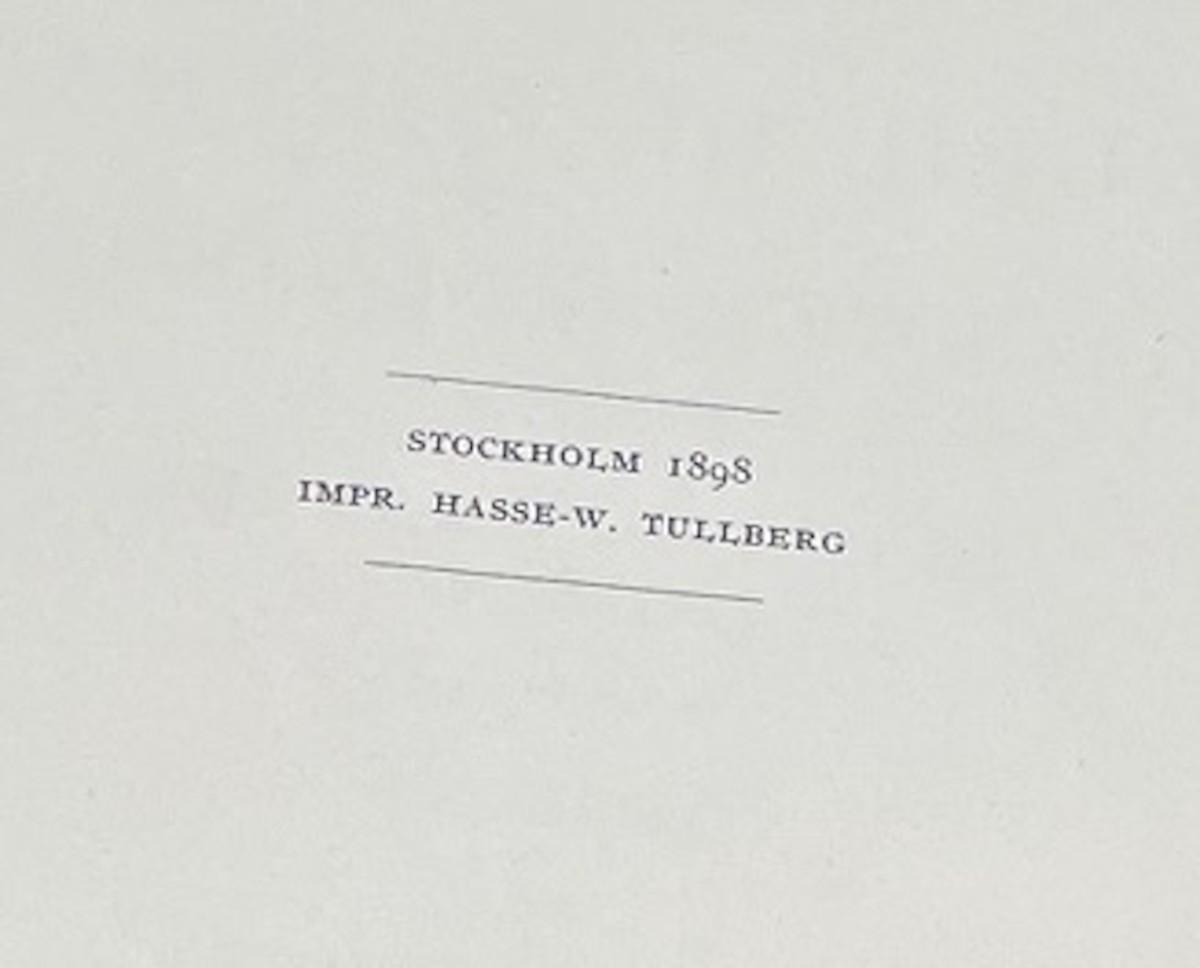 STOCKHOLM 1898
IMPR. HASSE-W. TULLBERG